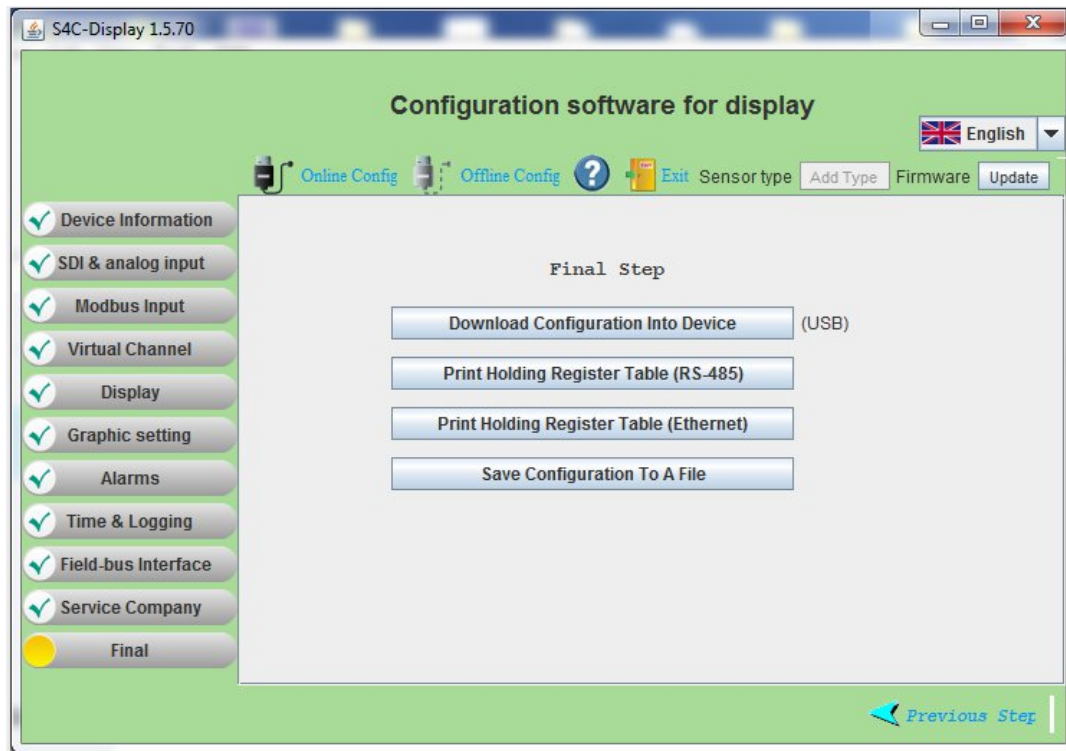 S4C-Display 1.5.70
Configuration software for display
English
Online Config Offline Config ? Exit Sensor type Add Type Firmware Update
Device Information
SDI & analog input
Modbus Input
Virtual Channel
Display
Graphic setting
Alarms
Time & Logging
Field-bus Interface
Service Company
Final
Final Step
Download Configuration Into Device (USB)
Print Holding Register Table (RS-485)
Print Holding Register Table (Ethernet)
Save Configuration To A File
Previous Step